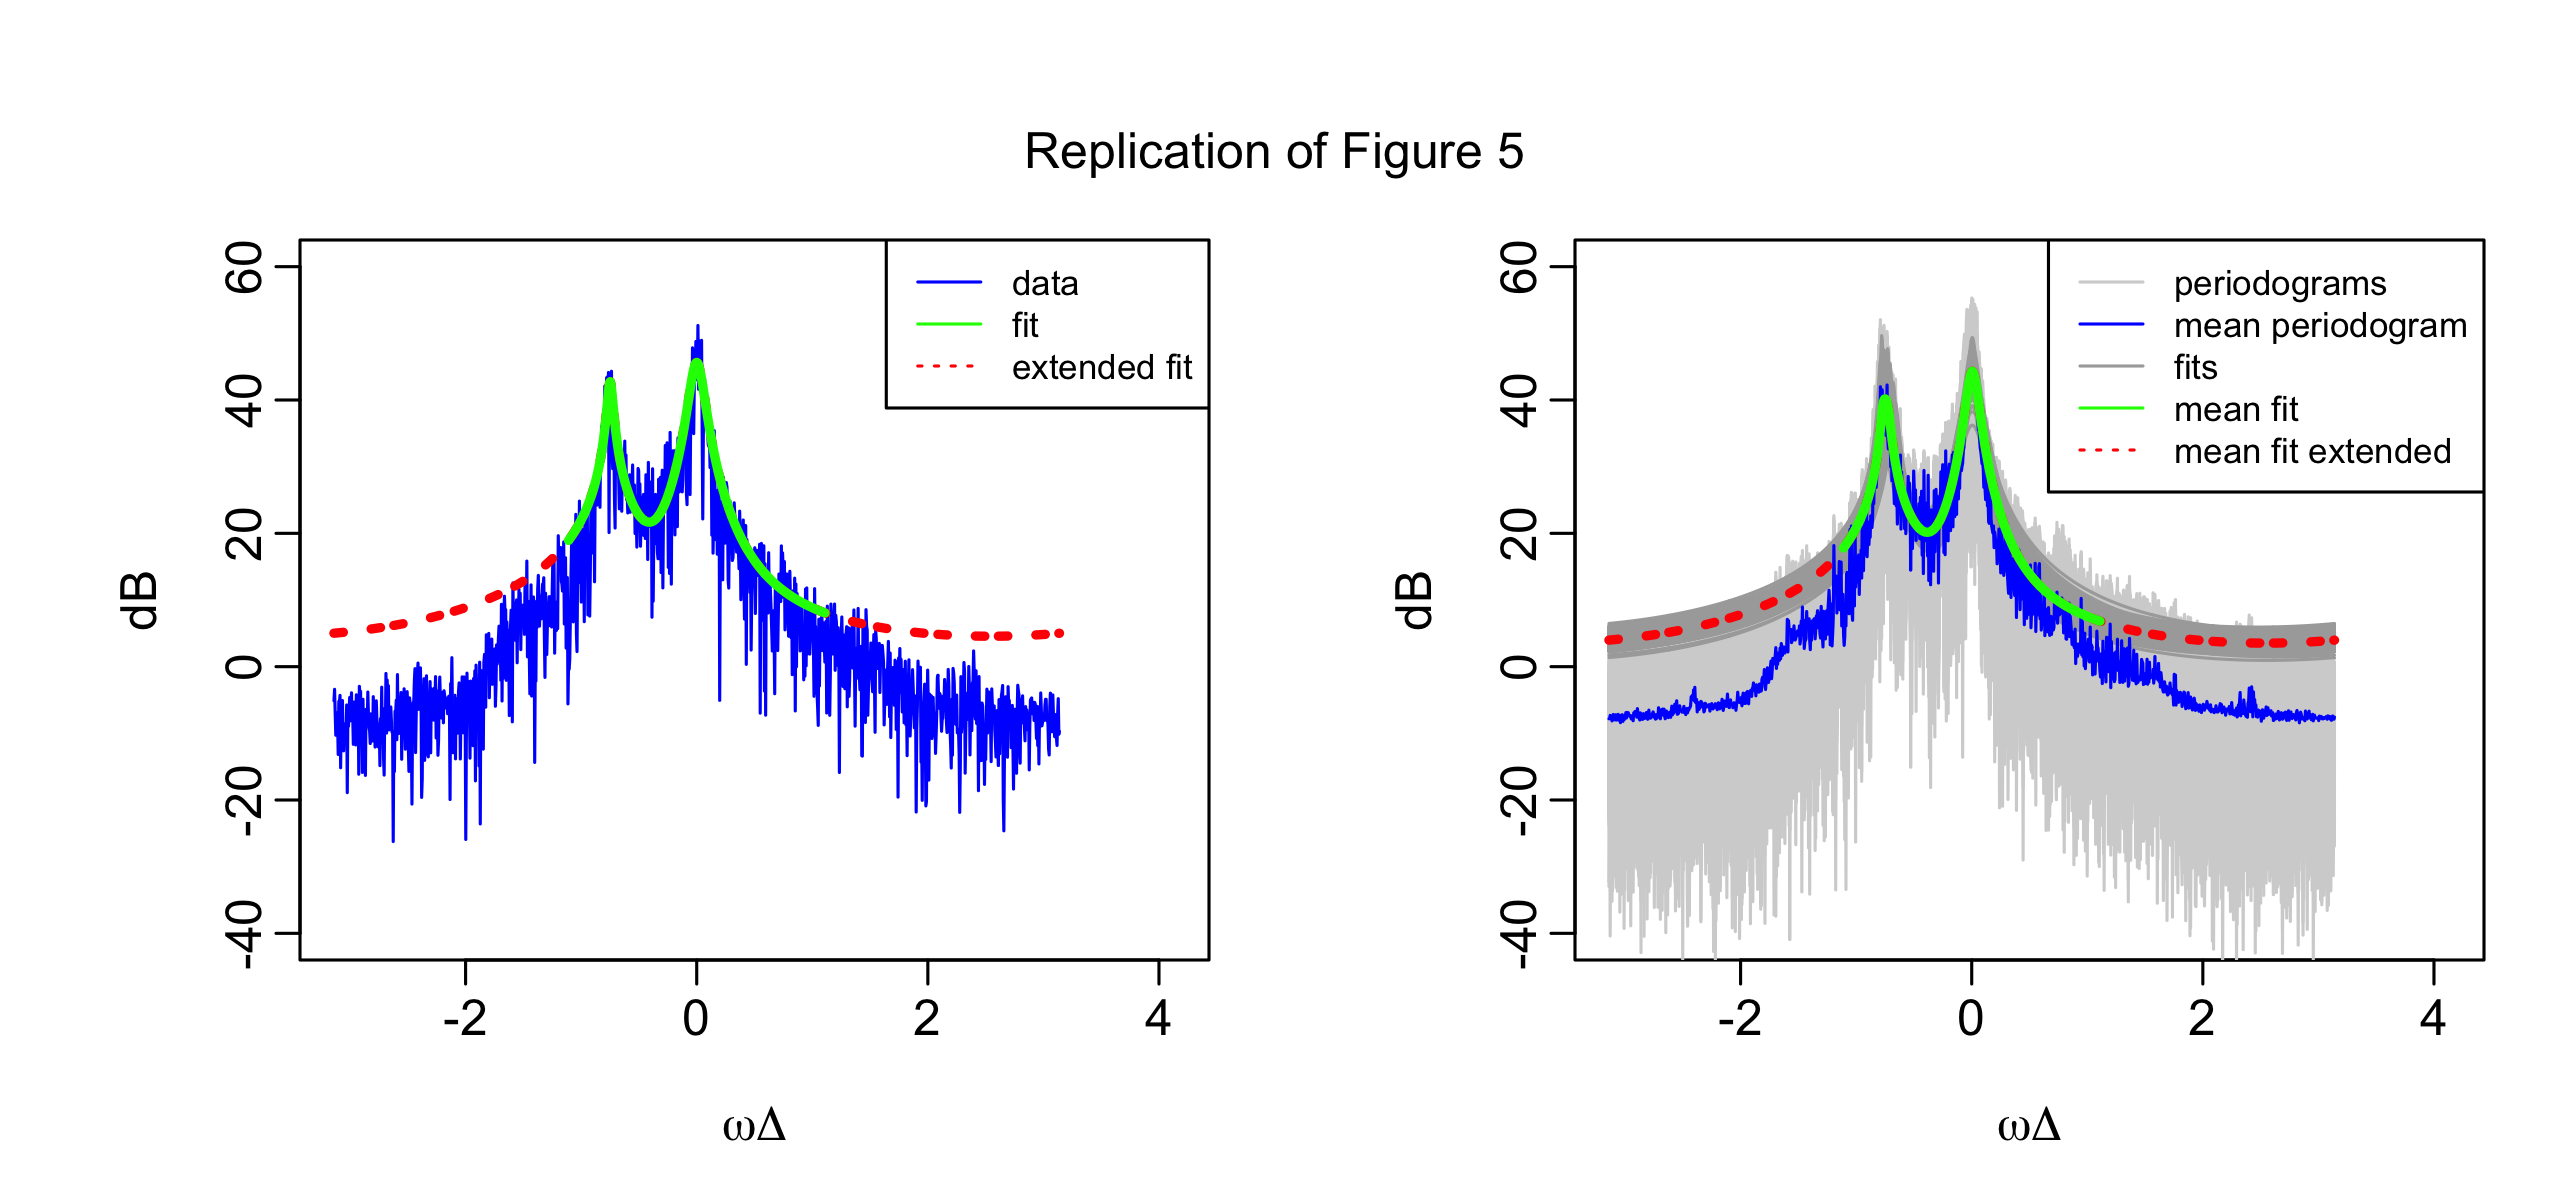 Replication of Figure 5
dB
60
40
20
0
-20
-40
-2
0
2
4
ωΔ
data
fit
extended fit
dB
60
40
20
0
-20
-40
-2
0
2
4
ωΔ
periodograms
mean periodogram
fits
mean fit
mean fit extended